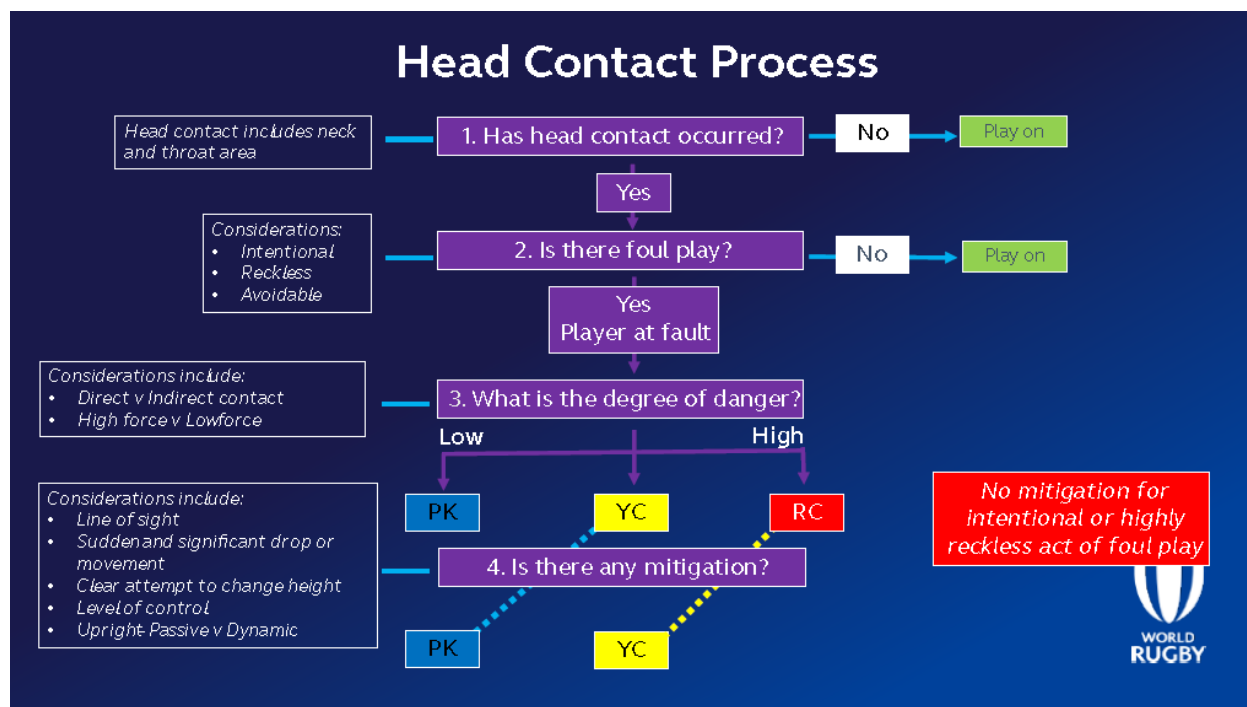 Head Contact Process
Head contact includes neck
and throat area
1. Has head contact occurred?
No
Play on
Yes
Considerations:
• Intentional
• Reckless
• Avoidable
2. Is there foul play?
No
Play on
Yes
Player at fault
Considerations include:
• Direct v Indirect contact
• High force v Lowforce
3. What is the degree of danger?
Low
High
PK
YC
RC
Considerations include:
• Line of sight
• Sudden and significant drop or
movement
• Clear attempt to change height
• Level of control
• Upright- Passive v Dynamic
4. Is there any mitigation?
PK
YC
No mitigation for
intentional or highly
reckless act of foul play
WORLD
RUGBY